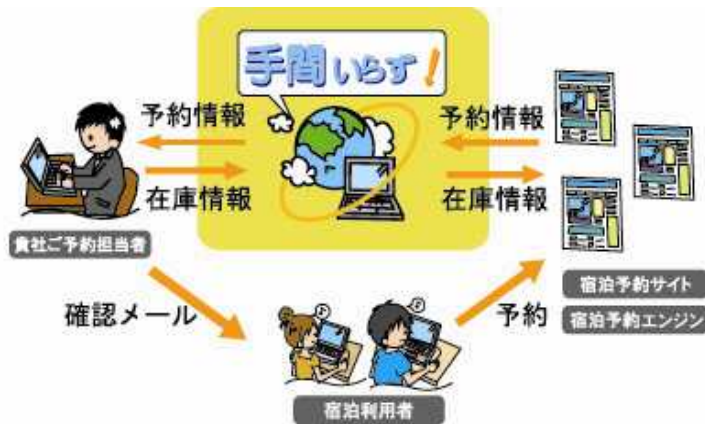 手間いらず!
予約情報
予約情報
在庫情報
在庫情報
貴社ご予約担当者
宿泊予約サイト
宿泊予約エンジン
確認メール
予約
宿泊利用者